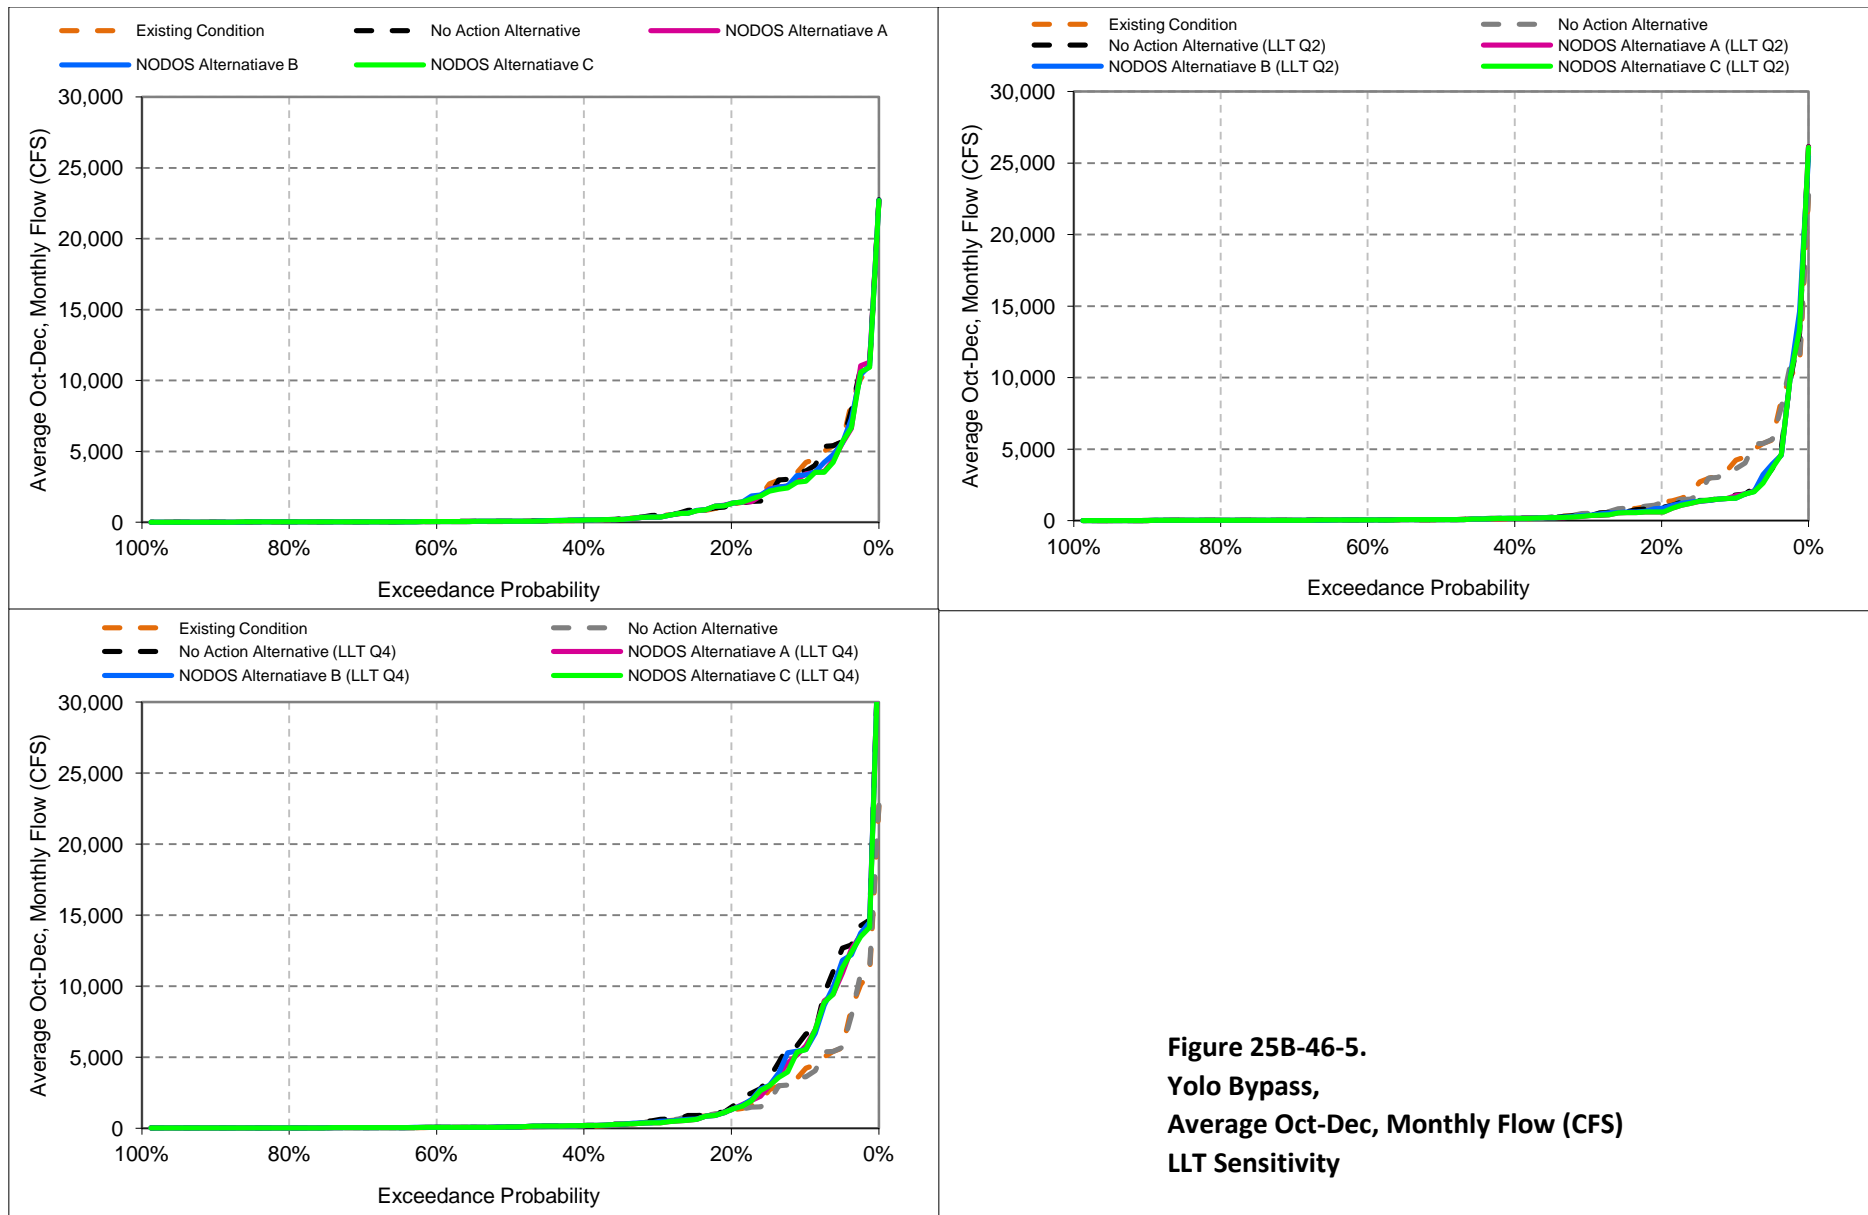 Existing Condition
No Action Alternative
NODOS Alternatiave A
NODOS Alternatiave B
NODOS Alternatiave C
Average Oct-Dec, Monthly Flow (CFS)
30,000
25,000
20,000
15,000
10,000
5,000
0
100% 80% 60% 40% 20% 0%
Exceedance Probability
Existing Condition
No Action Alternative
No Action Alternative (LLT Q2)
NODOS Alternatiave A (LLT Q2)
NODOS Alternatiave B (LLT Q2)
NODOS Alternatiave C (LLT Q2)
Average Oct-Dec, Monthly Flow (CFS)
30,000
25,000
20,000
15,000
10,000
5,000
0
100% 80% 60% 40% 20% 0%
Exceedance Probability
Existing Condition
No Action Alternative
No Action Alternative (LLT Q4)
NODOS Alternatiave A (LLT Q4)
NODOS Alternatiave B (LLT Q4)
NODOS Alternatiave C (LLT Q4)
Average Oct-Dec, Monthly Flow (CFS)
30,000
25,000
20,000
15,000
10,000
5,000
0
100% 80% 60% 40% 20% 0%
Exceedance Probability
Figure 25B-46-5.
Yolo Bypass,
Average Oct-Dec, Monthly Flow (CFS)
LLT Sensitivity